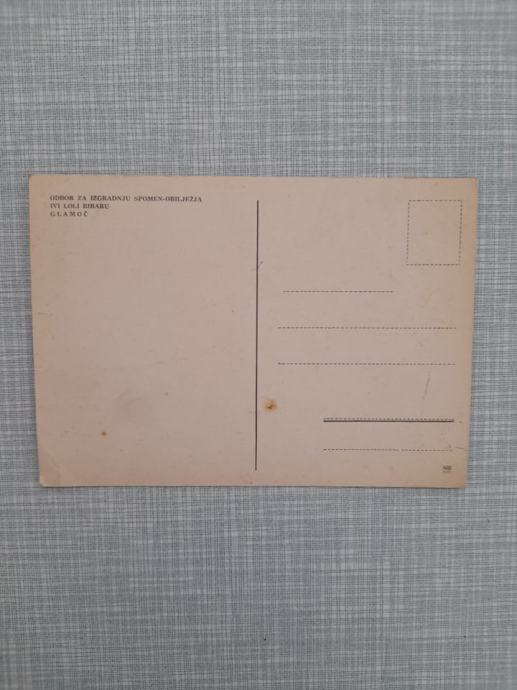 ODBOR ZA IZGRADNJU SPOMEN-OBILJEŽJA
IVI LOLI RIBARU
GLAMOČ